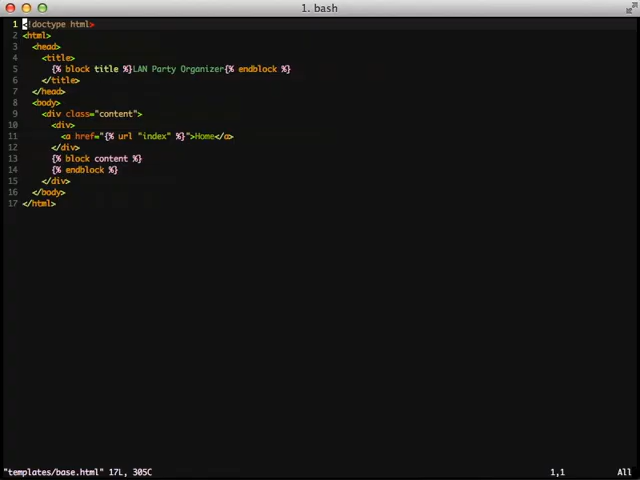 1. bash
1 <!doctype html>
2 <html>
3 <head>
4 <title>
5 {% block title %}LAN Party Organizer{% endblock %}
6 </title>
7 </head>
8 <body>
9 <div class="content">
10 <div>
11 <a href="{% url "index" %}">Home</a>
12 </div>
13 {% block content %}
14 {% endblock %}
15 </div>
16 </body>
17 </html>
"templates/base.html" 17L, 305C 1,1 All